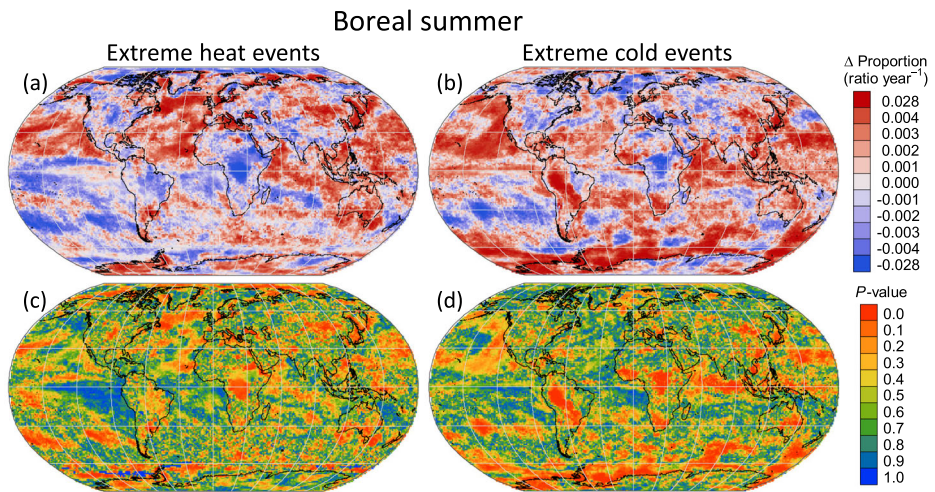 Boreal summer
Extreme heat events
Extreme cold events
(a)
(b)
Δ Proportion
(ratio year⁻¹)
0.028
0.004
0.003
0.002
0.001
0.000
-0.001
-0.002
-0.003
-0.004
-0.028
(c)
(d)
P-value
0.0
0.1
0.2
0.3
0.4
0.5
0.6
0.7
0.8
0.9
1.0